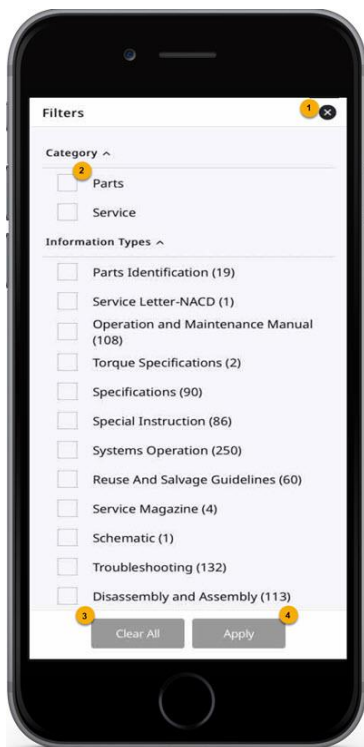 Filters
1
Category
2
Parts
Service
Information Types
Parts Identification (19)
Service Letter-NACD (1)
Operation and Maintenance Manual
(108)
Torque Specifications (2)
Specifications (90)
Special Instruction (86)
Systems Operation (250)
Reuse And Salvage Guidelines (60)
Service Magazine (4)
Schematic (1)
Troubleshooting (132)
Disassembly and Assembly (113)
3
4
Clear All
Apply